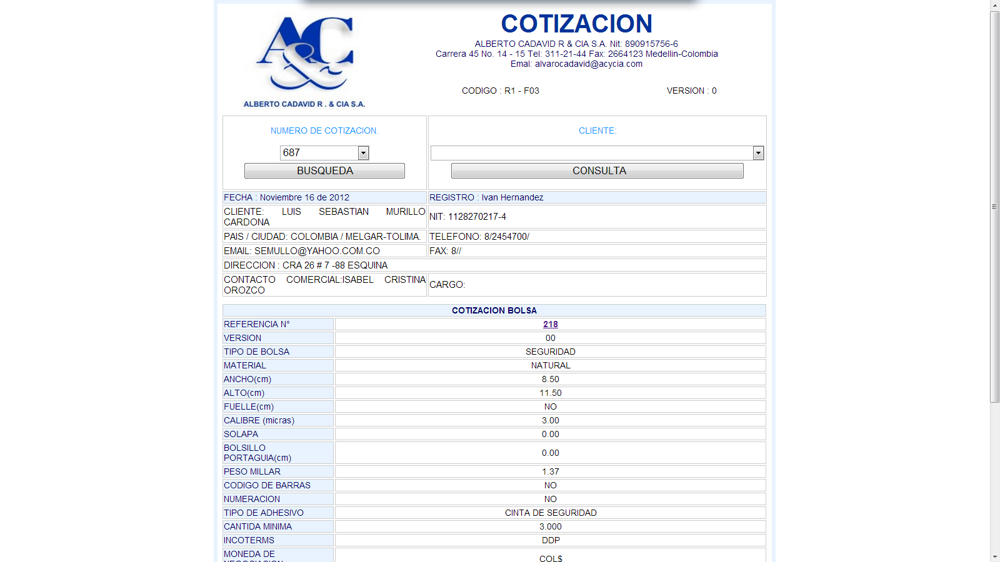 A&C
ALBERTO CADAVID R . & CIA S.A.
COTIZACION
ALBERTO CADAVID R & CIA S.A. Nit: 890915756-6
Carrera 45 No. 14 - 15 Tel: 311-21-44 Fax: 2664123 Medellin-Colombia
Emal: alvarocadavid@acycia.com
CODIGO : R1 - F03 VERSION : 0
NUMERO DE COTIZACION. CLIENTE:
687
BUSQUEDA CONSULTA
FECHA : Noviembre 16 de 2012 REGISTRO : Ivan Hernandez
CLIENTE: LUIS SEBASTIAN MURILLO
CARDONA
NIT: 1128270217-4
PAIS / CIUDAD: COLOMBIA / MELGAR-TOLIMA. TELEFONO: 8/2454700/
EMAIL: SEMULLO@YAHOO.COM.CO FAX: 8//
DIRECCION : CRA 26 # 7 -88 ESQUINA
CONTACTO COMERCIAL:ISABEL CRISTINA
OROZCO
CARGO:
COTIZACION BOLSA
REFERENCIA N° 218
VERSION 00
TIPO DE BOLSA SEGURIDAD
MATERIAL NATURAL
ANCHO(cm) 8.50
ALTO(cm) 11.50
FUELLE(cm) NO
CALIBRE (micras) 3.00
SOLAPA 0.00
BOLSILLO
PORTAGUIA(cm) 0.00
PESO MILLAR 1.37
CODIGO DE BARRAS NO
NUMERACION NO
TIPO DE ADHESIVO CINTA DE SEGURIDAD
CANTIDA MINIMA 3.000
INCOTERMS DDP
MONEDA DE
NEGOCIACION COL$